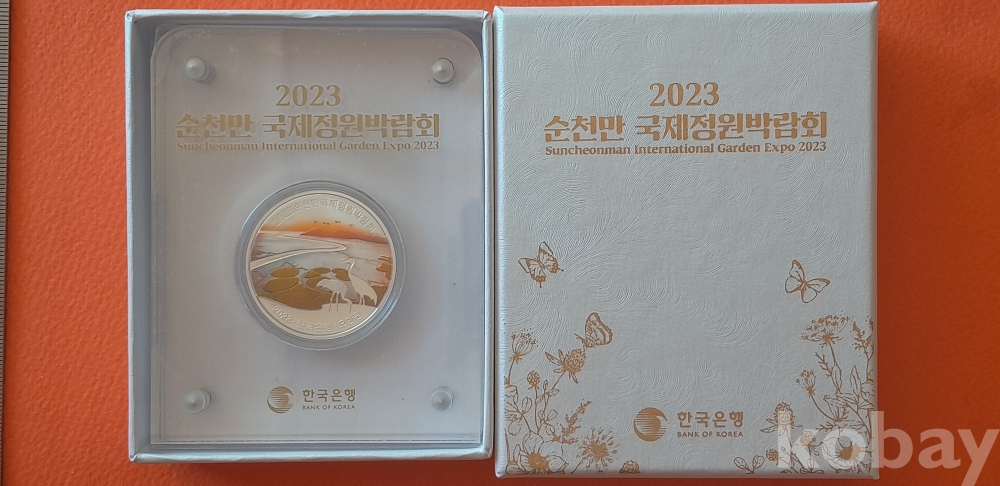 2023
순천만 국제정원박람회
Suncheonman International Garden Expo 2023
한국은행
BANK OF KOREA
2023
순천만 국제정원박람회
Suncheonman International Garden Expo 2023
한국은행
BANK OF KOREA
kobay